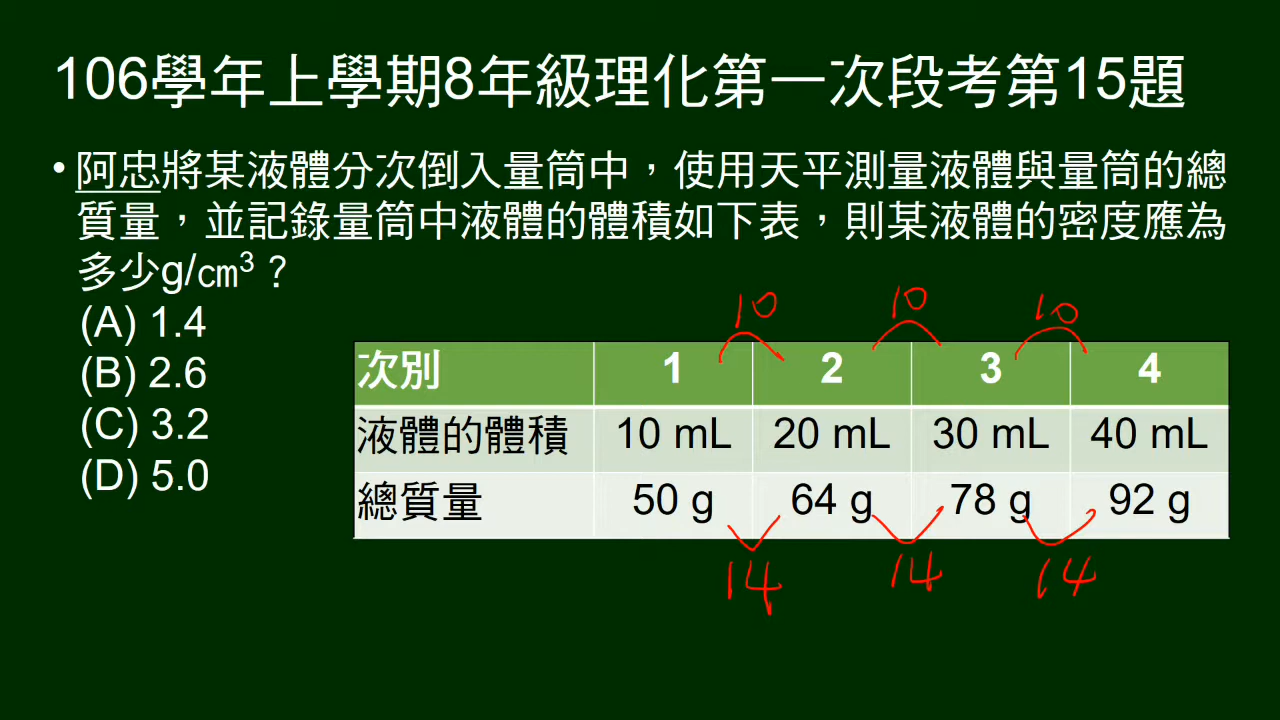 106學年上學期8年級理化第一次段考第15題
• 阿忠將某液體分次倒入量筒中，使用天平測量液體與量筒的總
質量，並記錄量筒中液體的體積如下表，則某液體的密度應為
多少g/cm³？
(A) 1.4
(B) 2.6
(C) 3.2
(D) 5.0
10 10 10
次別 1 2 3 4
液體的體積 10 mL 20 mL 30 mL 40 mL
總質量 50 g 64 g 78 g 92 g
14 14 14